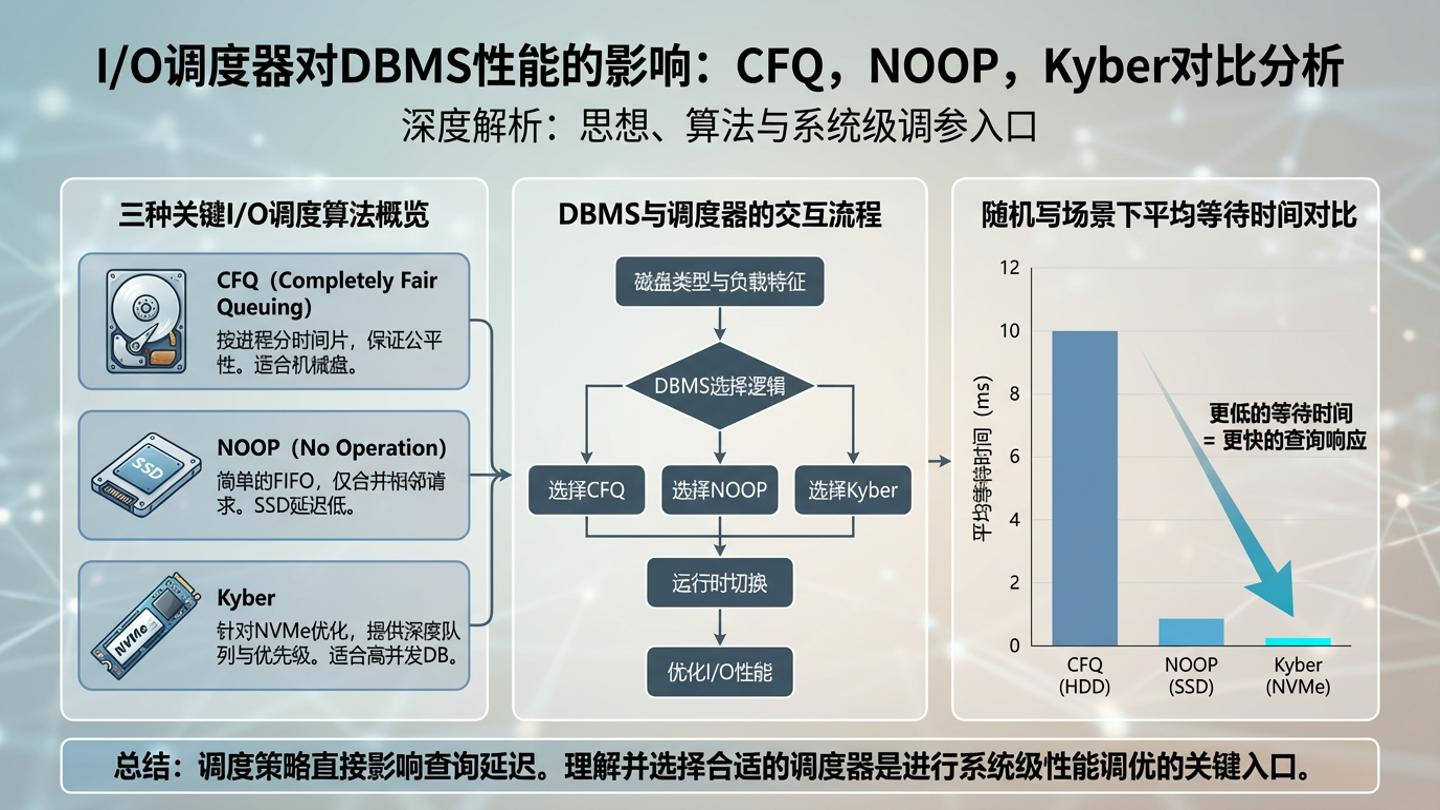 I/O调度器对DBMS性能的影响：CFQ，NOOP，Kyber对比分析
深度解析：思想、算法与系统级调参入口
三种关键I/O调度算法概览
CFQ（Completely Fair
Queuing）
按进程分时间片，保证公平
性。适合机械盘。
SSD
NOOP（No Operation）
简单的FIFO，仅合并相邻请
求。SSD延迟低。
NVMe
Kyber
针对NVMe优化，提供深度队
列与优先级。适合高并发DB。
DBMS与调度器的交互流程
磁盘类型与负载特征
DBMS选择逻辑
选择CFQ
选择NOOP
选择Kyber
运行时切换
优化I/O性能
随机写场景下平均等待时间对比
平均等待时间（ms）
12
10
8
6
4
2
0
更低的等待时间
= 更快的查询响应
CFQ
(HDD)
NOOP
(SSD)
Kyber
(NVMe)
总结：调度策略直接影响查询延迟。理解并选择合适的调度器是进行系统级性能调优的关键入口。